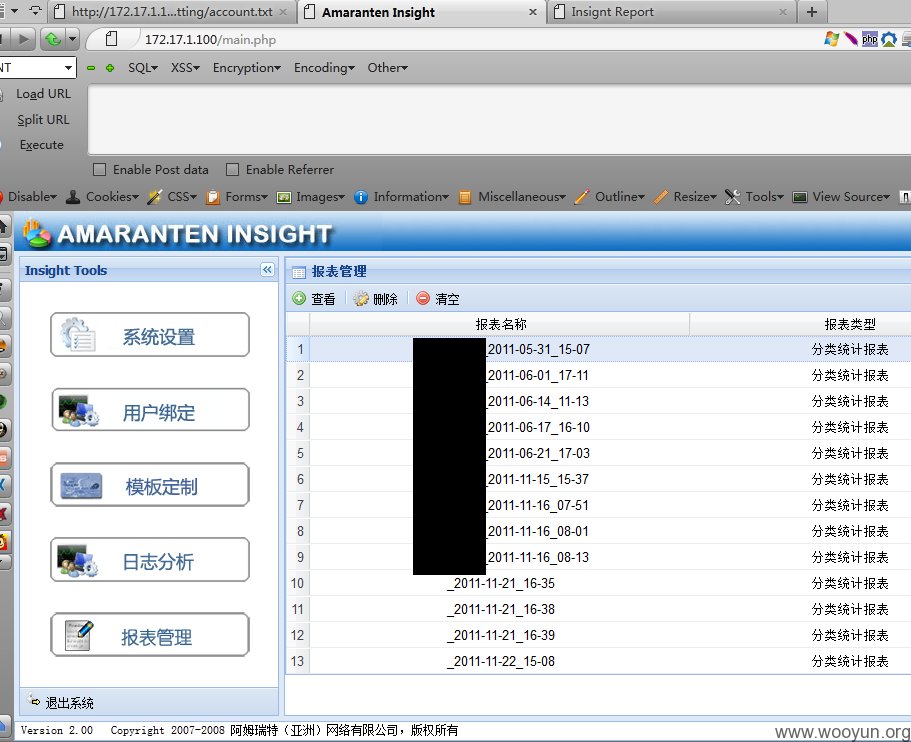 http://172.17.1.1...tting/account.txt
Amaranten Insight
Insignt Report
172.17.1.100/main.php
php
NT
SQL
XSS
Encryption
Encoding
Other
Load URL
Split URL
Execute
Enable Post data
Enable Referrer
Disable
Cookies
CSS
Forms
Images
Information
Miscellaneous
Outline
Resize
Tools
View Source
AMARANTEN INSIGHT
Insight Tools
报表管理
查看
删除
清空
系统设置
用户绑定
模板定制
日志分析
报表管理
报表名称
报表类型
1 _2011-05-31_15-07 分类统计报表
2 _2011-06-01_17-11 分类统计报表
3 _2011-06-14_11-13 分类统计报表
4 _2011-06-17_16-10 分类统计报表
5 _2011-06-21_17-03 分类统计报表
6 _2011-11-15_15-37 分类统计报表
7 _2011-11-16_07-51 分类统计报表
8 _2011-11-16_08-01 分类统计报表
9 _2011-11-16_08-13 分类统计报表
10 _2011-11-21_16-35 分类统计报表
11 _2011-11-21_16-38 分类统计报表
12 _2011-11-21_16-39 分类统计报表
13 _2011-11-22_15-08 分类统计报表
退出系统
Version 2.00 Copyright 2007-2008 阿姆瑞特（亚洲）网络有限公司，版权所有
www.wooyun.org